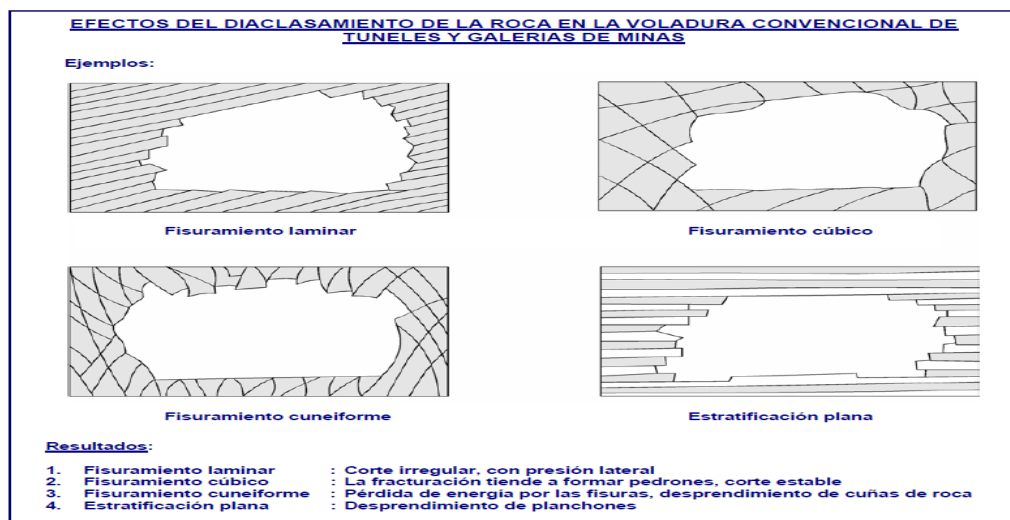 EFECTOS DEL DIACLASAMIENTO DE LA ROCA EN LA VOLADURA CONVENCIONAL DE
TUNELES Y GALERIAS DE MINAS
Ejemplos:
Fisuramiento laminar
Fisuramiento cúbico
Fisuramiento cuneiforme
Estratificación plana
Resultados:
1. Fisuramiento laminar : Corte irregular, con presión lateral
2. Fisuramiento cúbico : La fracturación tiende a formar pedrones, corte estable
3. Fisuramiento cuneiforme : Pérdida de energía por las fisuras, desprendimiento de cuñas de roca
4. Estratificación plana : Desprendimiento de planchones